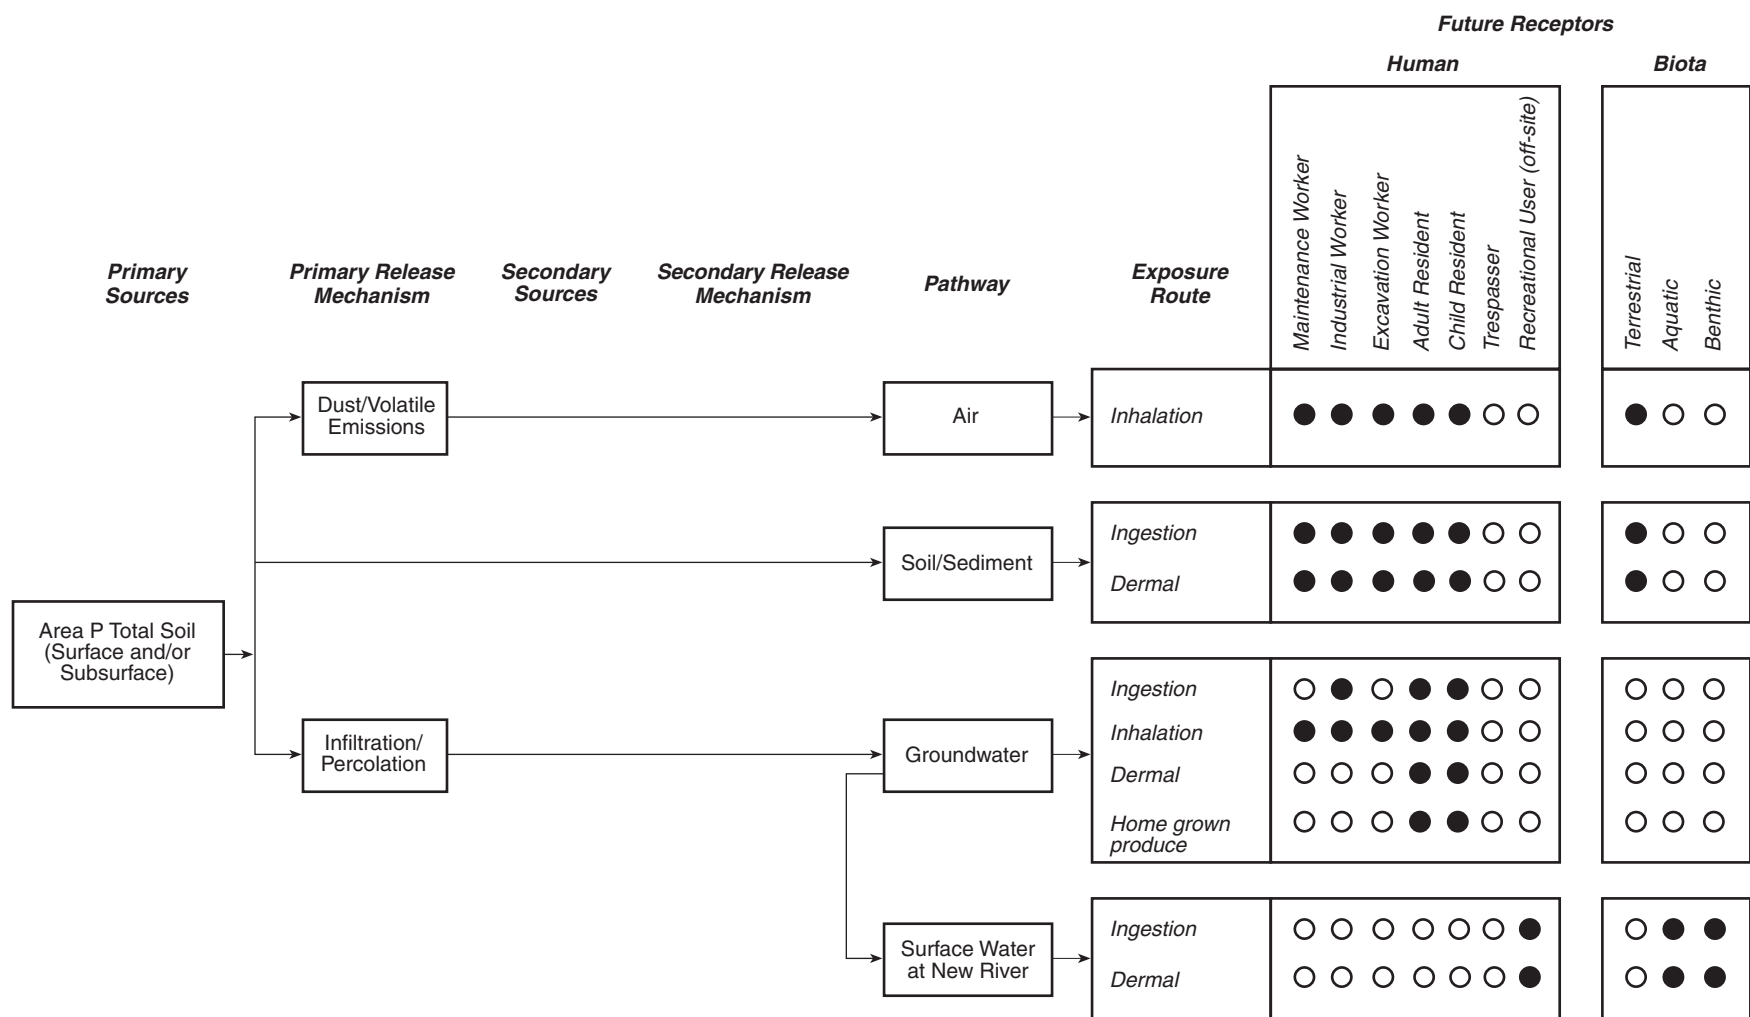 Future Receptors
Human
Biota
Primary
Sources
Primary Release
Mechanism
Secondary
Sources
Secondary Release
Mechanism
Pathway
Exposure
Route
Maintenance Worker
Industrial Worker
Excavation Worker
Adult Resident
Child Resident
Trespasser
Recreational User (off-site)
Terrestrial
Aquatic
Benthic
Dust/Volatile
Emissions
Air
Inhalation
Soil/Sediment
Ingestion
Dermal
Area P Total Soil
(Surface and/or
Subsurface)
Infiltration/
Percolation
Groundwater
Ingestion
Inhalation
Dermal
Home grown
produce
Surface Water
at New River
Ingestion
Dermal